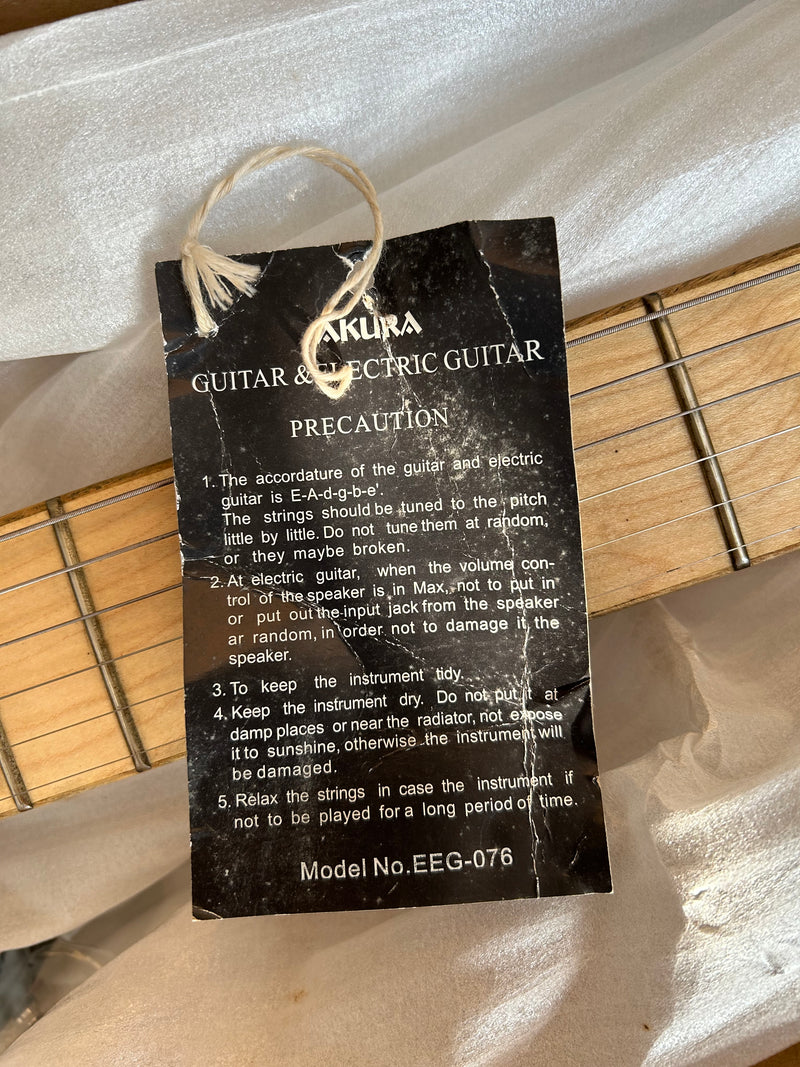 AKURA
GUITAR & ELECTRIC GUITAR
PRECAUTION
1. The accordature of the guitar and electric
guitar is E-A-d-g-b-e'.
The strings should be tuned to the pitch
little by little. Do not tune them at random,
or they maybe broken.
2. At electric guitar, when the volume con-
trol of the speaker is in Max, not to put in
or put out the input jack from the speaker
ar random, in order not to damage it the
speaker.
3. To keep the instrument tidy.
4. Keep the instrument dry. Do not put it at
damp places or near the radiator, not expose
it to sunshine, otherwise the instrument will
be damaged.
5. Relax the strings in case the instrument if
not to be played for a long period of time.
Model No.EEG-076